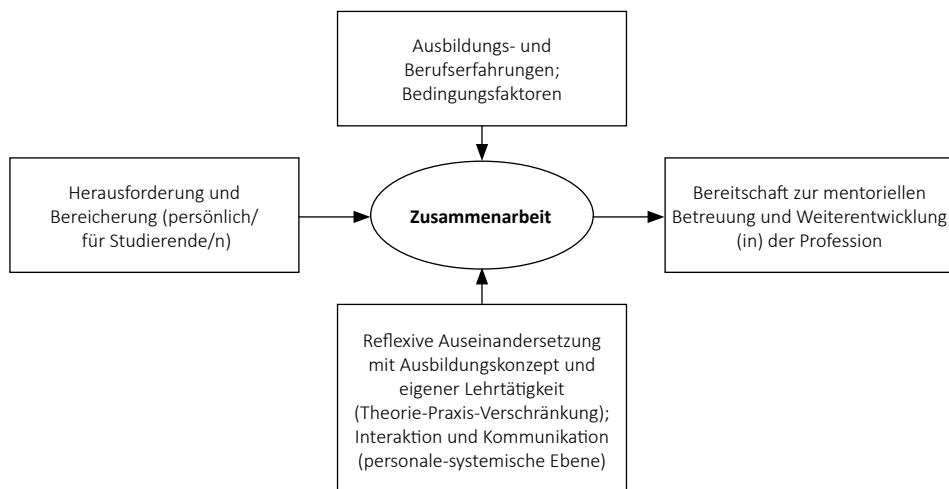 Ausbildungs- und
Berufserfahrungen;
Bedingungsfaktoren
Herausforderung und
Bereicherung (persönlich/
für Studierende/n)
Zusammenarbeit
Bereitschaft zur mentoriellen
Betreuung und Weiterentwicklung
(in) der Profession
Reflexive Auseinandersetzung
mit Ausbildungskonzept und
eigener Lehrtätigkeit
(Theorie-Praxis-Verschränkung);
Interaktion und Kommunikation
(personale-systemische Ebene)